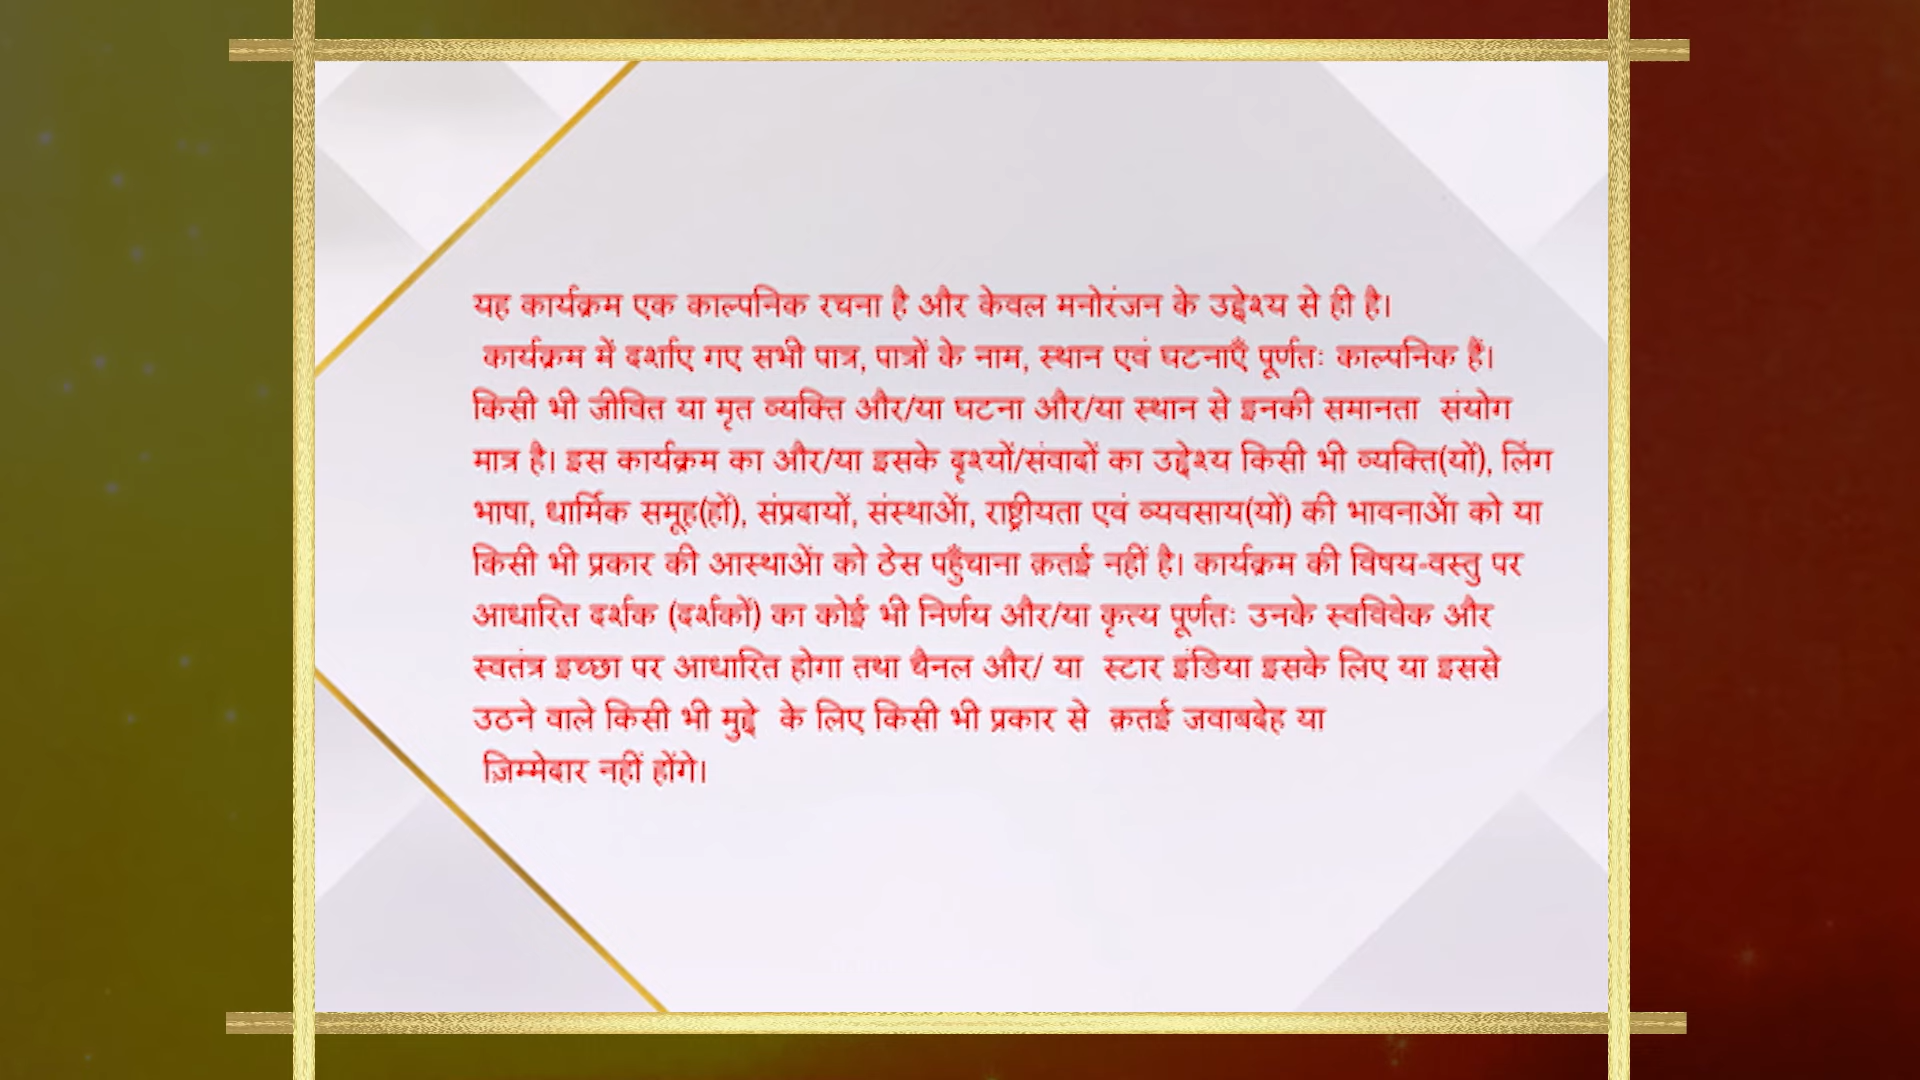 यह कार्यक्रम एक काल्पनिक रचना है और केवल मनोरंजन के उद्देश्य से ही है।
कार्यक्रम में दर्शाए गए सभी पात्र, पात्रों के नाम, स्थान एवं घटनाएँ पूर्णतः काल्पनिक हैं।
किसी भी जीवित या मृत व्यक्ति और/या घटना और/या स्थान से इनकी समानता संयोग
मात्र है। इस कार्यक्रम का और/या इसके दृश्यों/संवादों का उद्देश्य किसी भी व्यक्ति(यों), लिंग
भाषा, धार्मिक समूह(हों), संप्रदायों, संस्थाओं, राष्ट्रीयता एवं व्यवसाय(यों) की भावनाओं को या
किसी भी प्रकार की आस्थाओं को ठेस पहुँचाना क़तई नहीं है। कार्यक्रम की विषय-वस्तु पर
आधारित दर्शक (दर्शकों) का कोई भी निर्णय और/या कृत्य पूर्णतः उनके स्वविवेक और
स्वतंत्र इच्छा पर आधारित होगा तथा चैनल और/ या स्टार इंडिया इसके लिए या इससे
उठने वाले किसी भी मुद्दे के लिए किसी भी प्रकार से क़तई जवाबदेह या
ज़िम्मेदार नहीं होंगे।